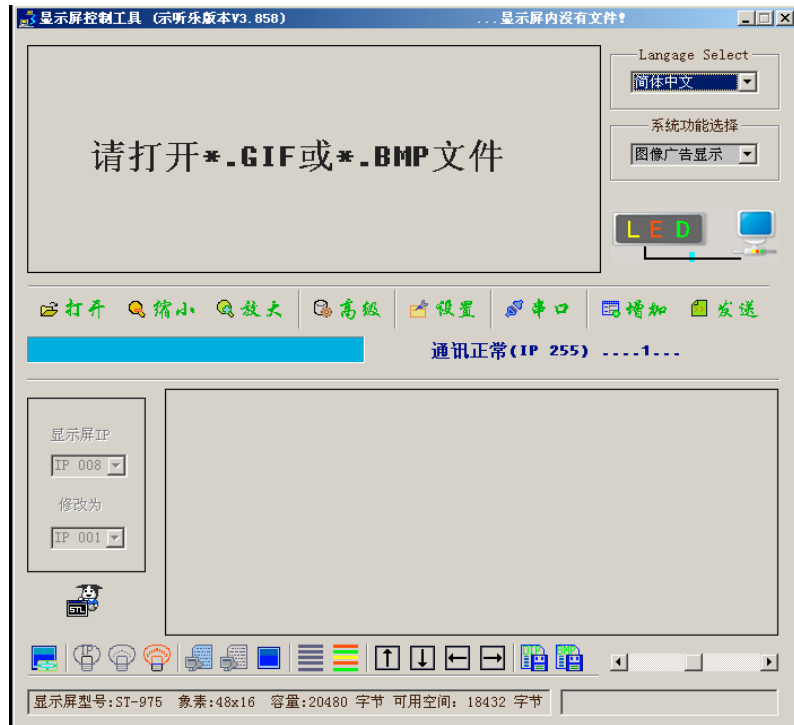 显示屏控制工具 (示听乐版本V3.858) ...显示屏内没有文件!
Langage Select
简体中文
系统功能选择
图像广告显示
请打开*.GIF或*.BMP文件
LED
打开 缩小 放大 高级 设置 串口 增加 发送
通讯正常(IP 255) ....1...
显示屏IP
IP 008
修改为
IP 001
STL
DIP BMP
显示屏型号:ST-975 象素:48x16 容量:20480 字节 可用空间: 18432 字节